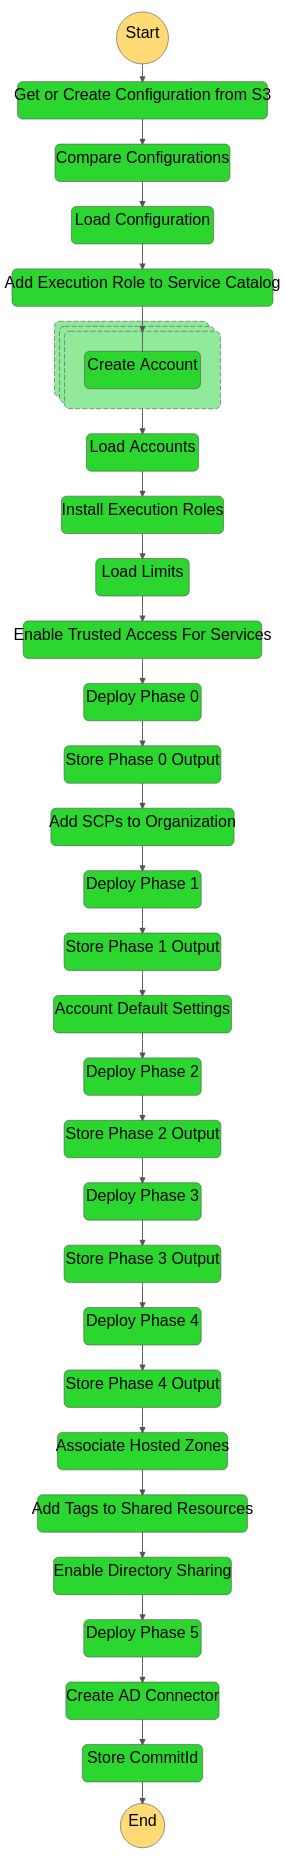 Start
Get or Create Configuration from S3
Compare Configurations
Load Configuration
Add Execution Role to Service Catalog
Create Account
Load Accounts
Install Execution Roles
Load Limits
Enable Trusted Access For Services
Deploy Phase 0
Store Phase 0 Output
Add SCPs to Organization
Deploy Phase 1
Store Phase 1 Output
Account Default Settings
Deploy Phase 2
Store Phase 2 Output
Deploy Phase 3
Store Phase 3 Output
Deploy Phase 4
Store Phase 4 Output
Associate Hosted Zones
Add Tags to Shared Resources
Enable Directory Sharing
Deploy Phase 5
Create AD Connector
Store CommitId
End